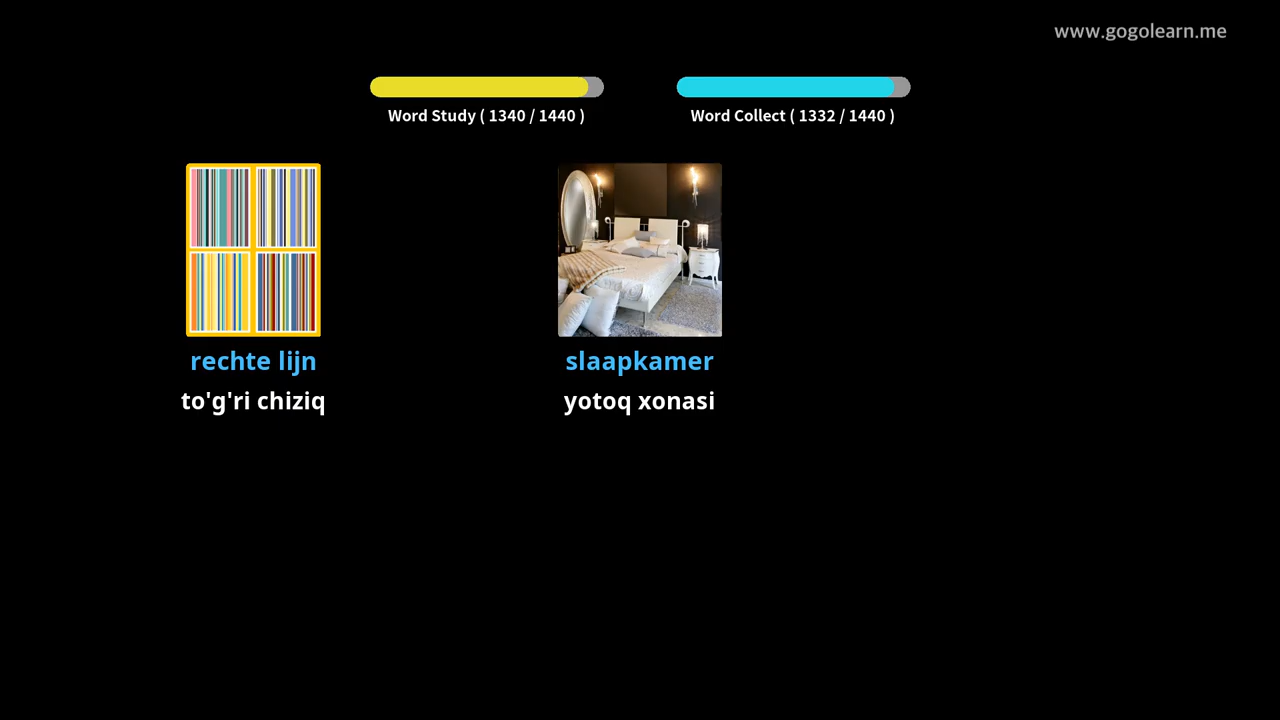 www.gogolearn.me
Word Study ( 1340 / 1440 )
Word Collect ( 1332 / 1440 )
rechte lijn
to'g'ri chiziq
slaapkamer
yotoq xonasi